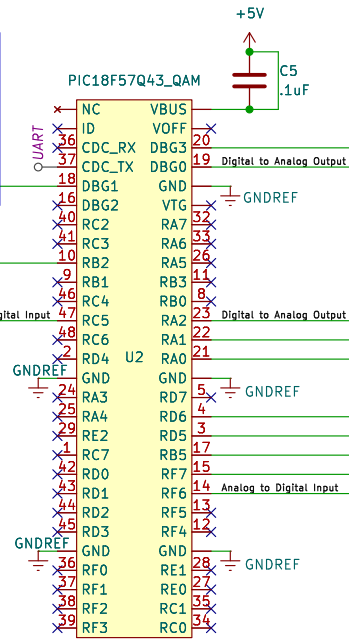 +5V
C5
.1uF
PIC18F57Q43_QAM
NC VBUS
ID VOFF
UART
36 CDC_RX DBG3 20
37 CDC_TX DBG0 19 Digital to Analog Output
18 DBG1 GND GNDREF
16 DBG2 VTG
40 RC2 RA7 32
41 RC3 RA6 33
10 RB2 RA5 26
9 RB1 RB3 11
46 RC4 RB0 8
gital Input 47 RC5 RA2 23 Digital to Analog Output
48 RC6 RA1 22
2 RD4 U2 RA0 21
GNDREF GND GND GNDREF
24 RA3 RD7 5
25 RA4 RD6 4
29 RE2 RD5 3
1 RC7 RB5 17
42 RD0 RF7 15
43 RD1 RF6 14 Analog to Digital Input
44 RD2 RF5 13
45 RD3 RF4 12
GNDREF GND GND GNDREF
36 RF0 RE1 28
37 RF1 RE0 27
38 RF2 RC1 35
39 RF3 RC0 34